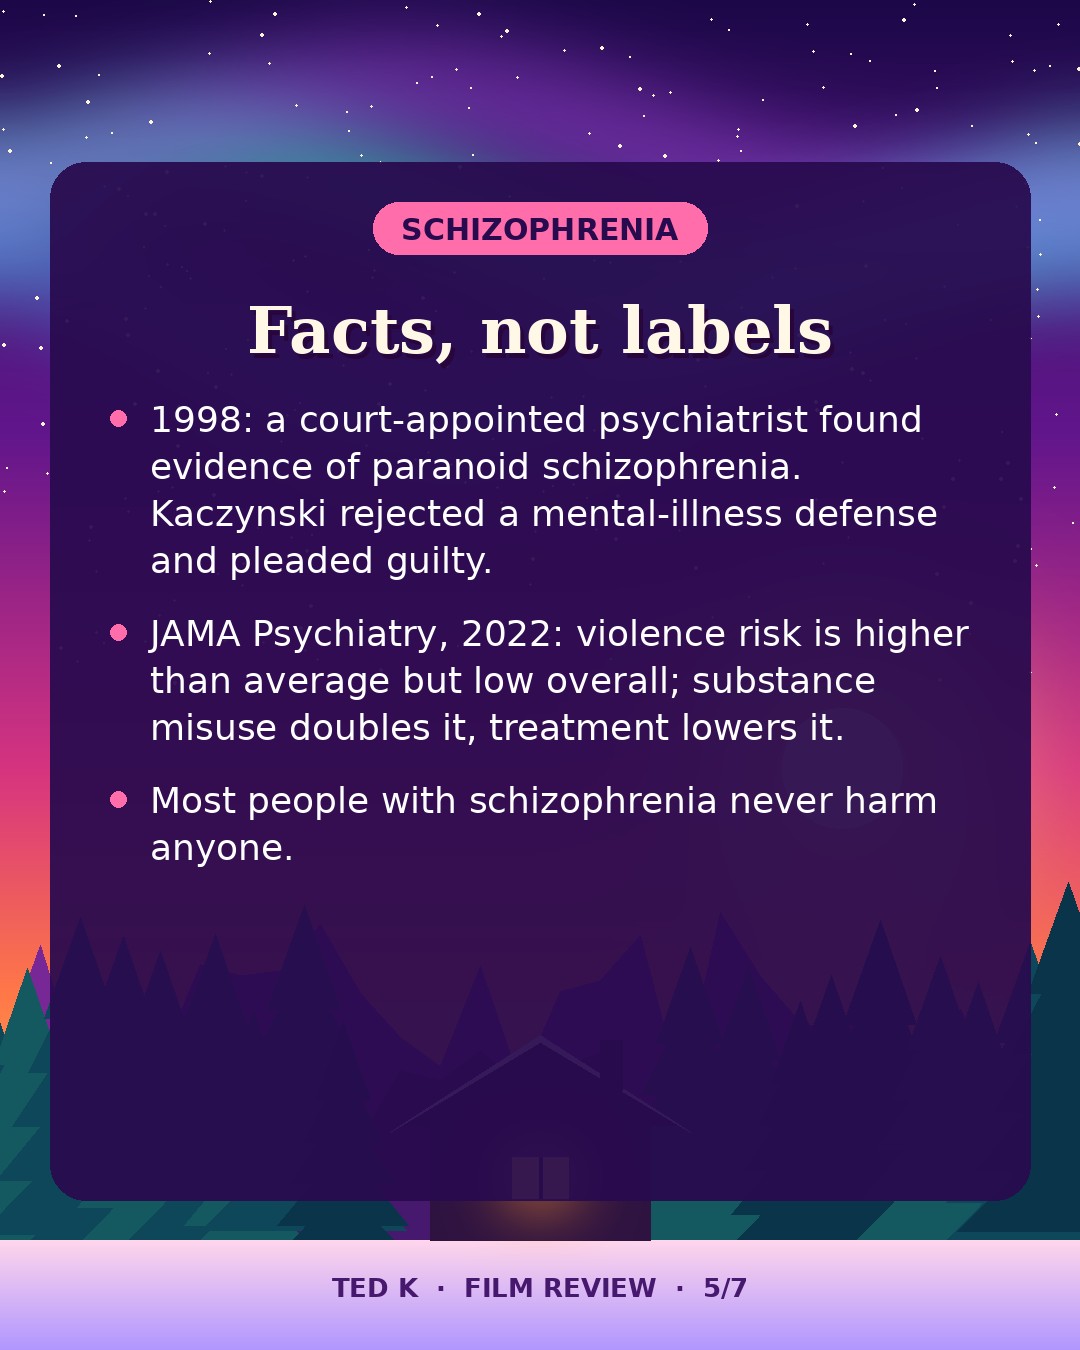 SCHIZOPHRENIA
Facts, not labels
1998: a court-appointed psychiatrist found
evidence of paranoid schizophrenia.
Kaczynski rejected a mental-illness defense
and pleaded guilty.
JAMA Psychiatry, 2022: violence risk is higher
than average but low overall; substance
misuse doubles it, treatment lowers it.
Most people with schizophrenia never harm
anyone.
TED K · FILM REVIEW · 5/7